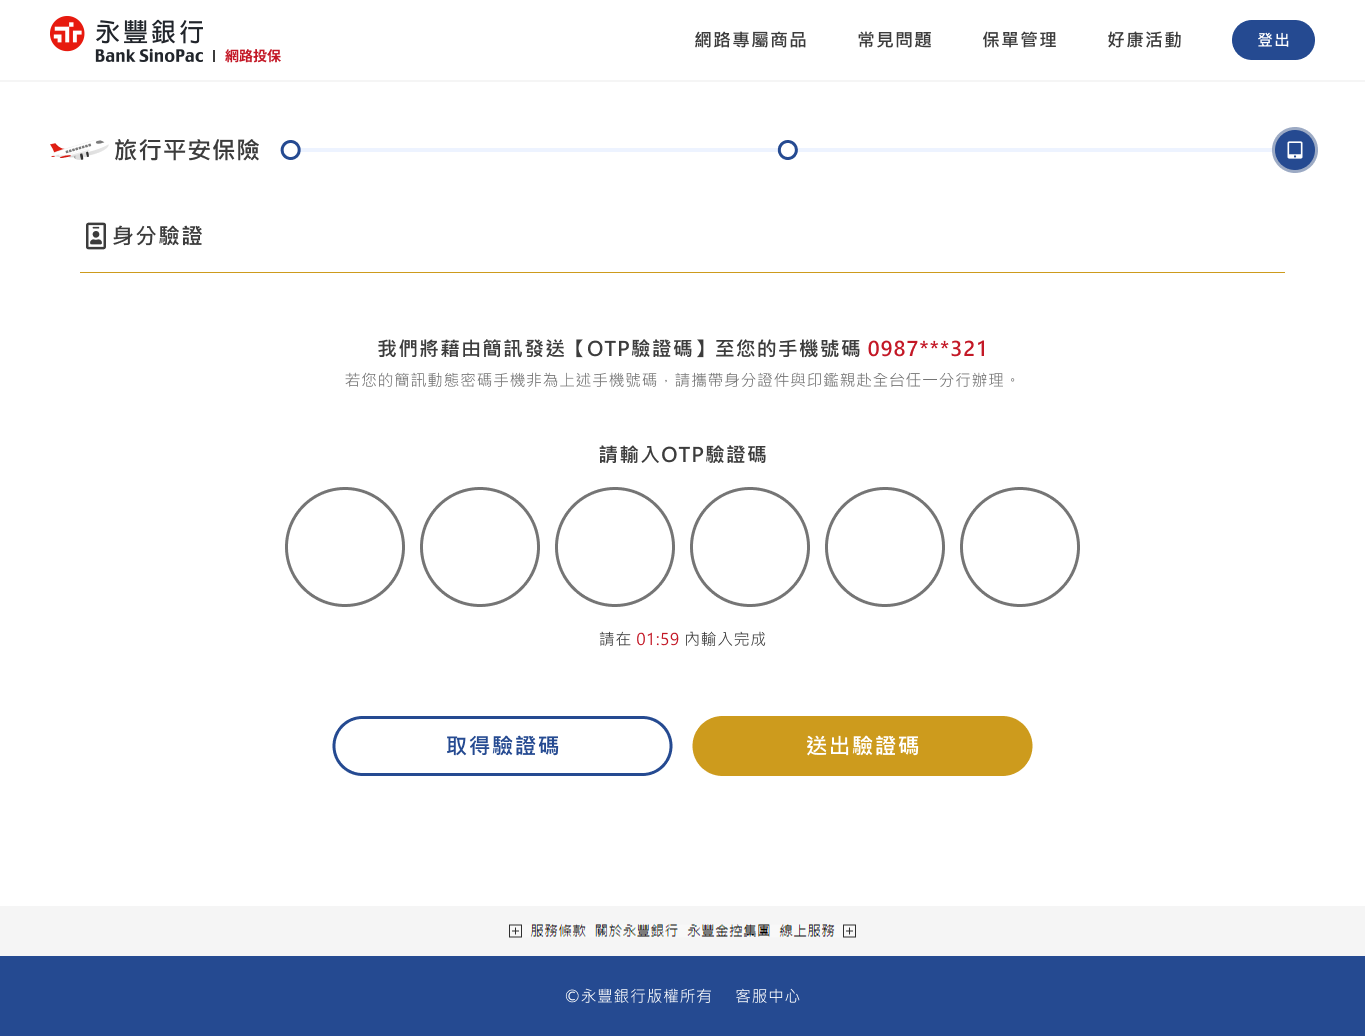 永豐銀行
Bank SinoPac | 網路投保
網路專屬商品 常見問題 保單管理 好康活動 登出
旅行平安保險
身分驗證
我們將藉由簡訊發送【OTP驗證碼】至您的手機號碼 0987***321
若您的簡訊動態密碼手機非為上述手機號碼，請攜帶身分證件與印鑑親赴全台任一分行辦理。
請輸入OTP驗證碼
請在 01:59 內輸入完成
取得驗證碼 送出驗證碼
服務條款 關於永豐銀行 永豐金控集團 線上服務
©永豐銀行版權所有 客服中心